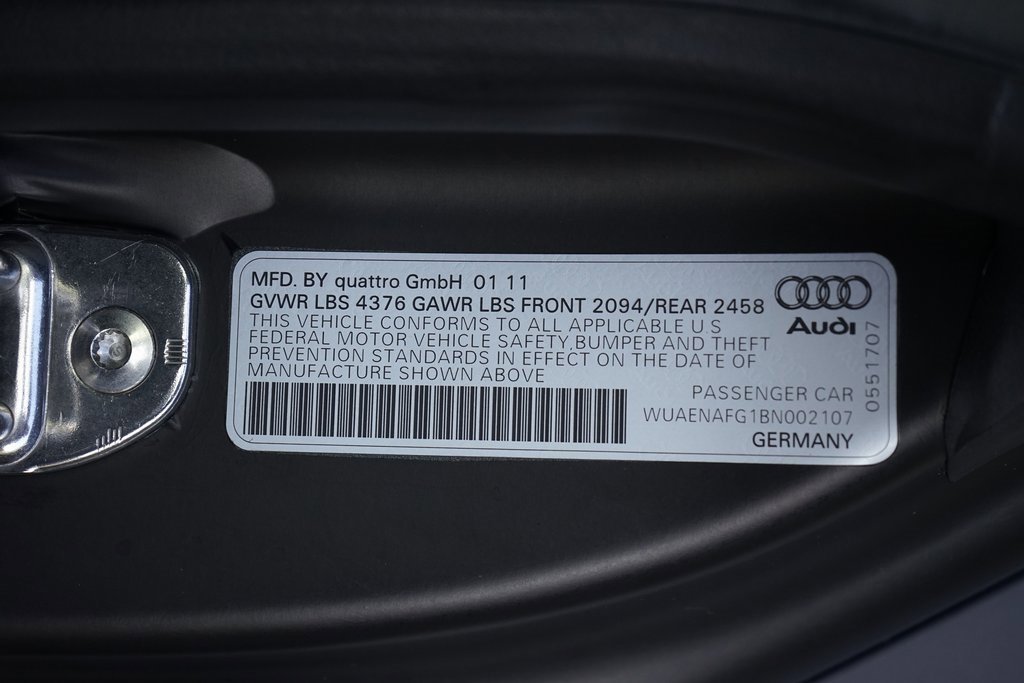 MFD. BY quattro GmbH 01 11
GVWR LBS 4376 GAWR LBS FRONT 2094/REAR 2458
THIS VEHICLE CONFORMS TO ALL APPLICABLE U S
FEDERAL MOTOR VEHICLE SAFETY,BUMPER AND THEFT
PREVENTION STANDARDS IN EFFECT ON THE DATE OF
MANUFACTURE SHOWN ABOVE
Audi
0551707
PASSENGER CAR
WUAENAFG1BN002107
GERMANY